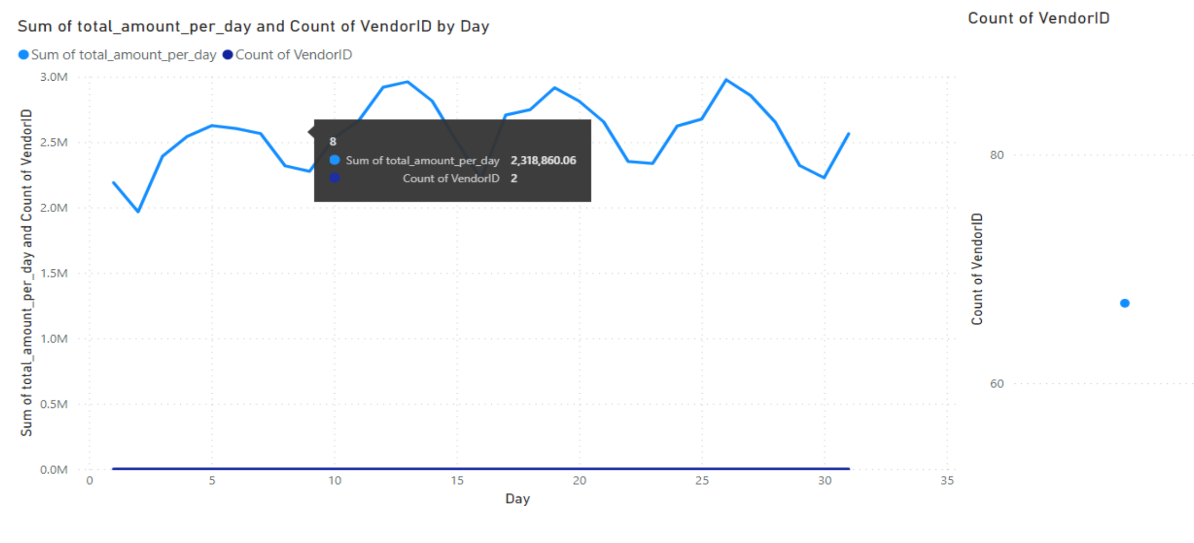 Sum of total_amount_per_day and Count of VendorID by Day
Sum of total_amount_per_day Count of VendorID
Sum of total_amount_per_day and Count of VendorID
3.0M
2.5M
2.0M
1.5M
1.0M
0.5M
0.0M
8
Sum of total_amount_per_day 2,318,860.06
Count of VendorID 2
0 5 10 15 20 25 30 35
Day
Count of VendorID
Count of VendorID
80
60